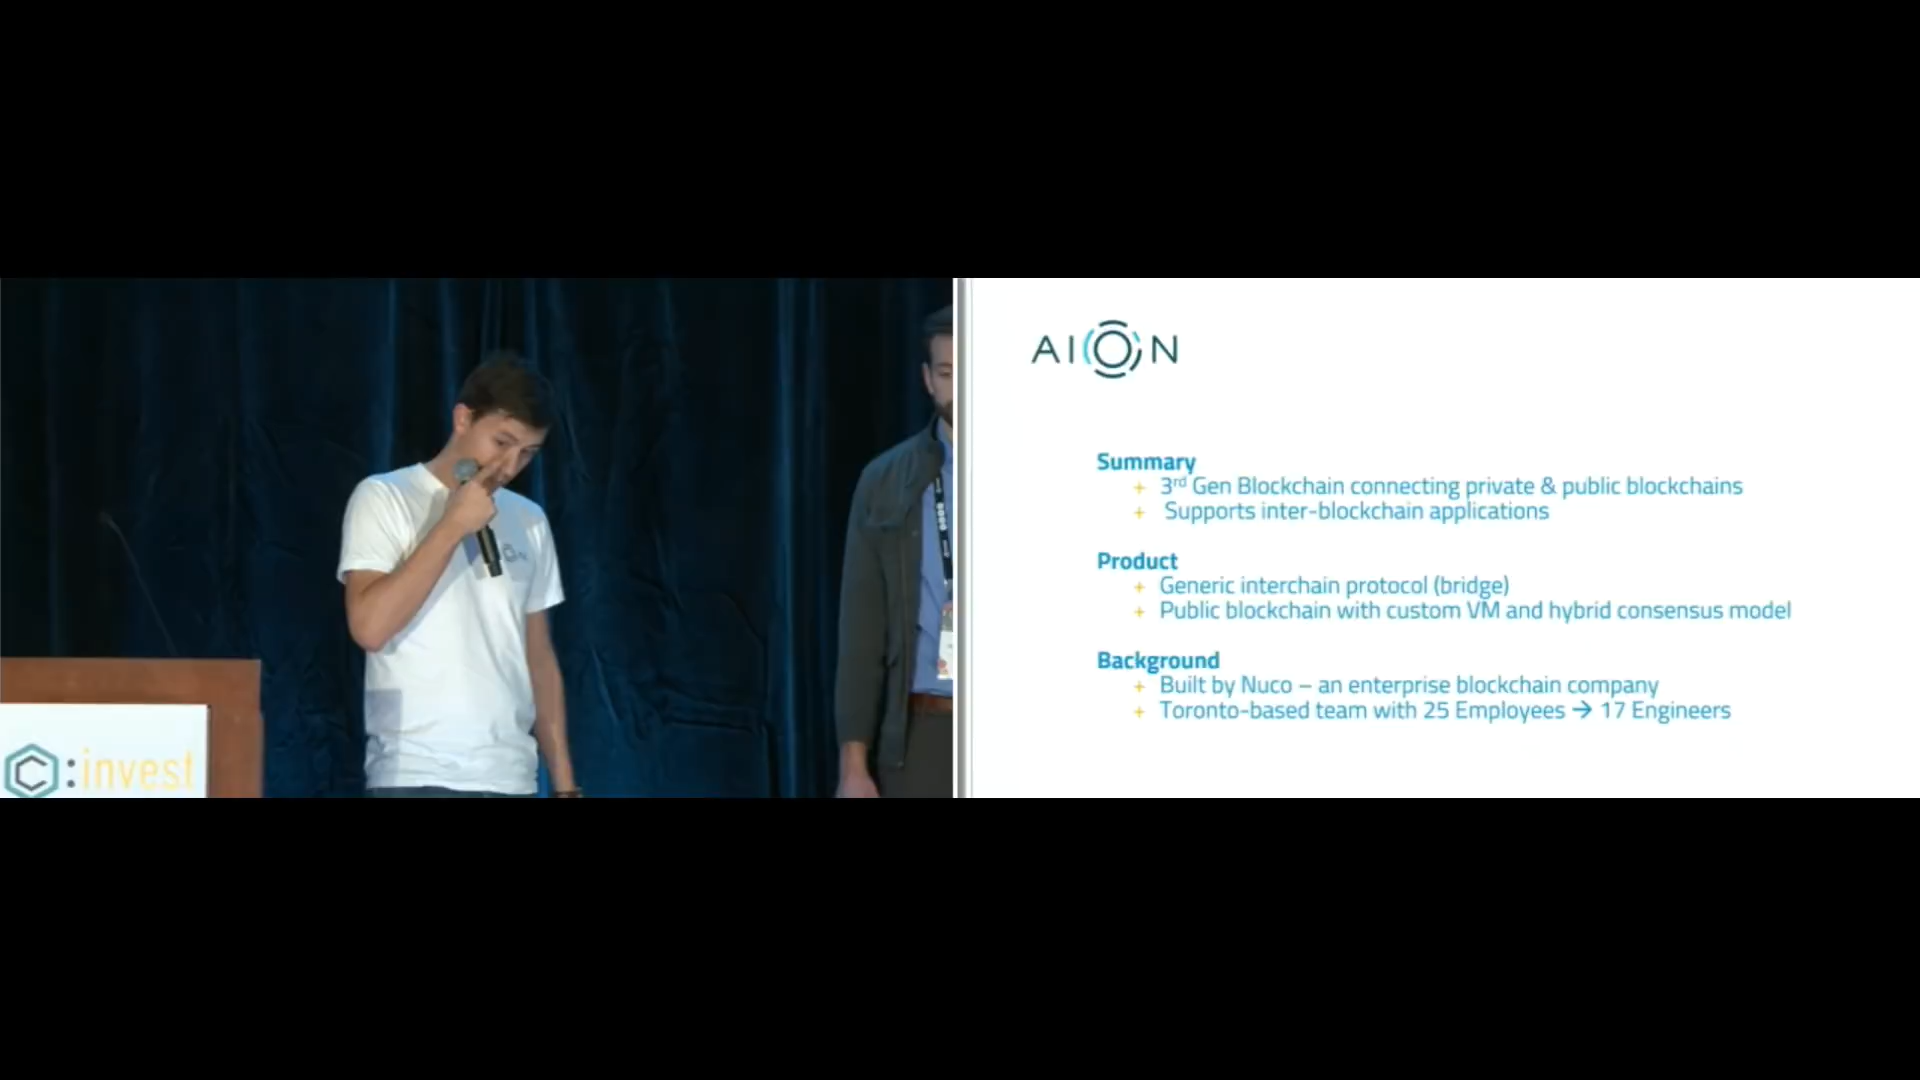 C:invest
AION
AION
Summary
+ 3rd Gen Blockchain connecting private & public blockchains
+ Supports inter-blockchain applications
Product
+ Generic interchain protocol (bridge)
+ Public blockchain with custom VM and hybrid consensus model
Background
+ Built by Nuco – an enterprise blockchain company
+ Toronto-based team with 25 Employees → 17 Engineers